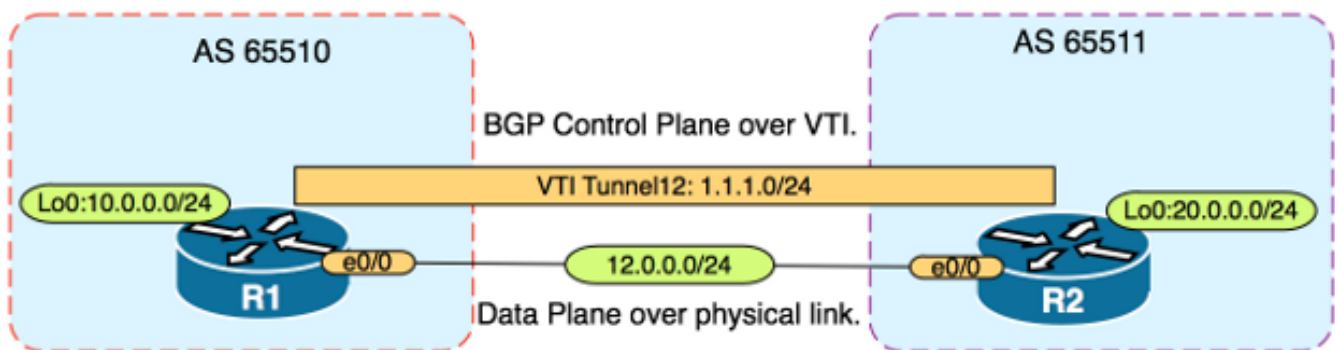 AS 65510
AS 65511
BGP Control Plane over VTI.
VTI Tunnel12: 1.1.1.0/24
Lo0:10.0.0.0/24
Lo0:20.0.0.0/24
e0/0
12.0.0.0/24
e0/0
R1
R2
Data Plane over physical link.